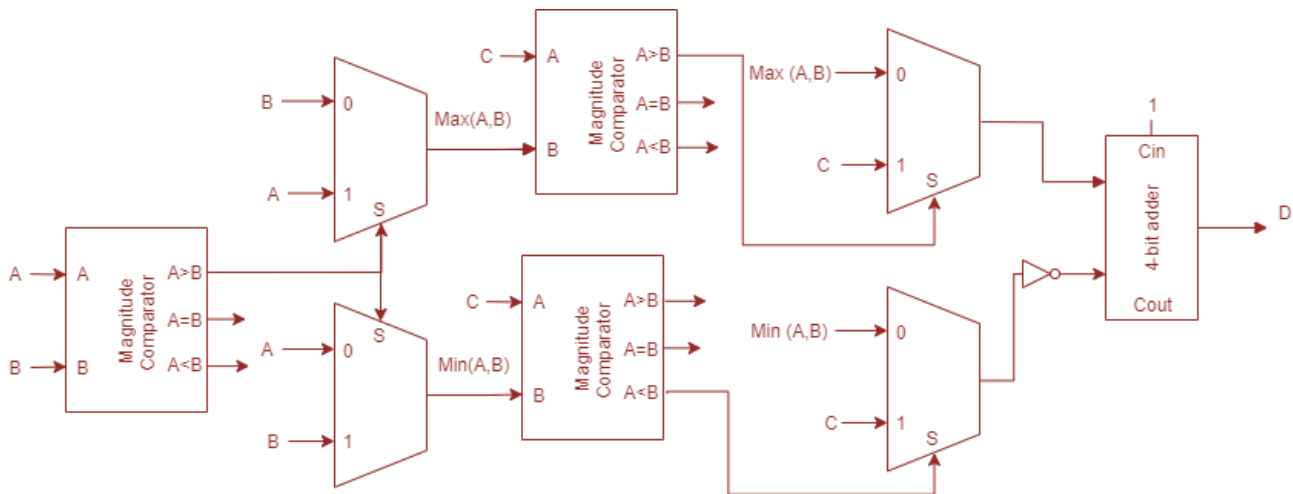 A
B
A
B
Magnitude
Comparator
A>B
A=B
A<B
B
A
0
1
S
Max(A,B)
A
B
0
1
S
Min(A,B)
C
A
B
Magnitude
Comparator
A>B
A=B
A<B
C
A
B
Magnitude
Comparator
A>B
A=B
A<B
Max (A,B)
C
0
1
S
Min (A,B)
C
0
1
S
1
Cin
4-bit adder
Cout
D